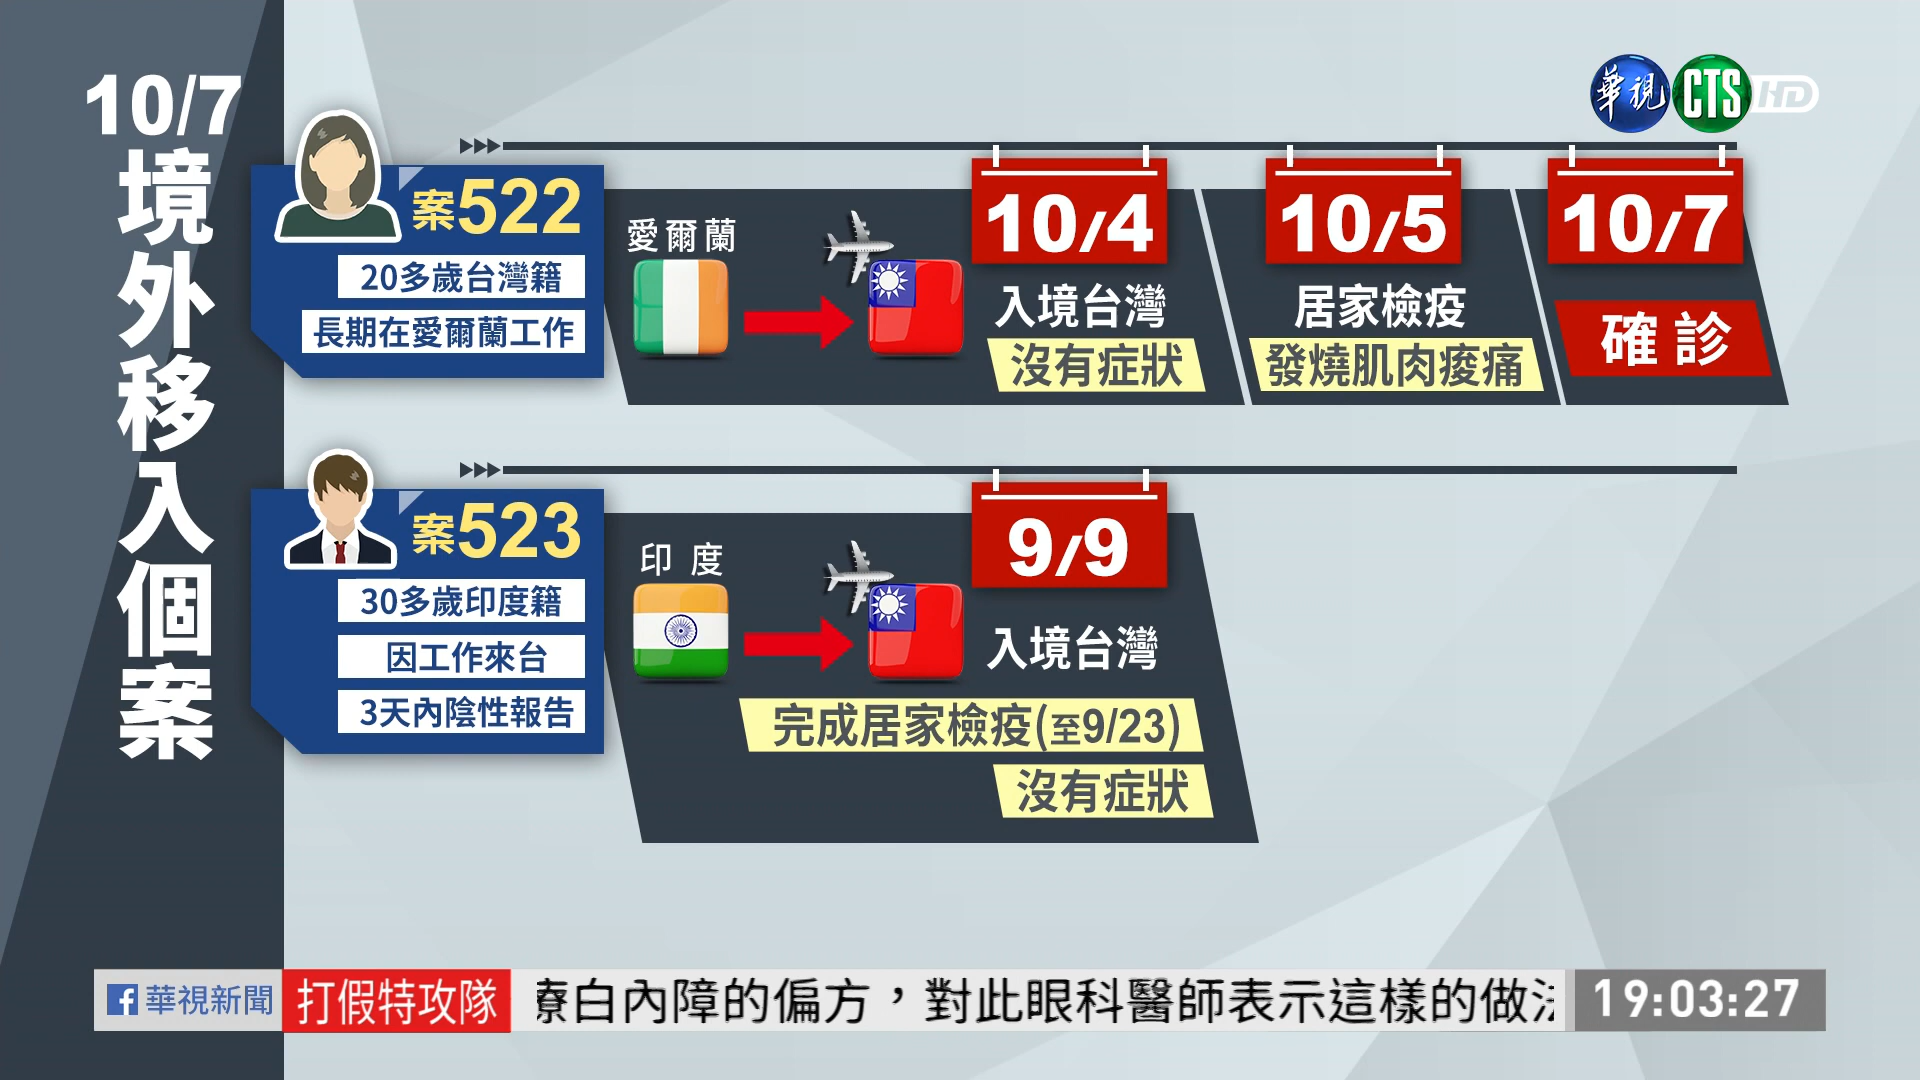 10/7
境外移入個案
華視 CTS HD
案522
20多歲台灣籍
長期在愛爾蘭工作
愛爾蘭
10/4
入境台灣
沒有症狀
10/5
居家檢疫
發燒肌肉痠痛
10/7
確診
案523
30多歲印度籍
因工作來台
3天內陰性報告
印度
9/9
入境台灣
完成居家檢疫(至9/23)
沒有症狀
華視新聞 打假特攻隊 療白內障的偏方，對此眼科醫師表示這樣的做法 19:03:27